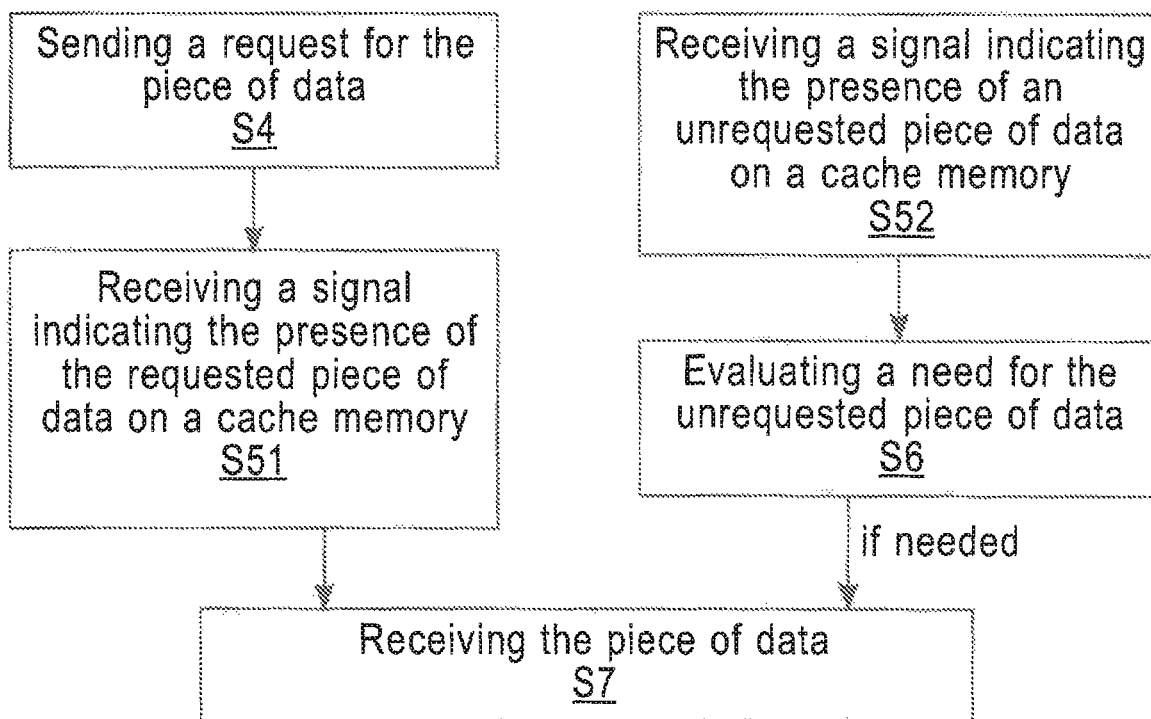 Sending a request for the
piece of data
S4
Receiving a signal
indicating the presence of
the requested piece of
data on a cache memory
S51
Receiving a signal indicating
the presence of an
unrequested piece of data
on a cache memory
S52
Evaluating a need for the
unrequested piece of data
S6
if needed
Receiving the piece of data
S7